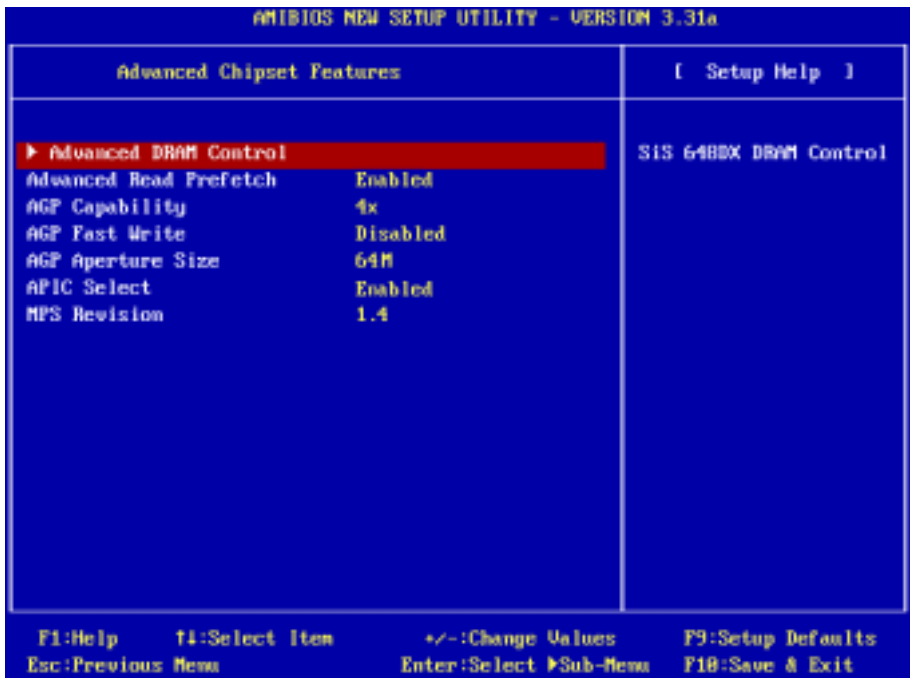 AMIBIOS NEW SETUP UTILITY - VERSION 3.31a
Advanced Chipset Features
[ Setup Help ]
▶ Advanced DRAM Control
SiS 648DX DRAM Control
Advanced Read Prefetch Enabled
AGP Capability 4x
AGP Fast Write Disabled
AGP Aperture Size 64M
APIC Select Enabled
MPS Revision 1.4
F1:Help ↑↓:Select Item +/-:Change Values F9:Setup Defaults
Esc:Previous Menu Enter:Select ▶Sub-Menu F10:Save & Exit